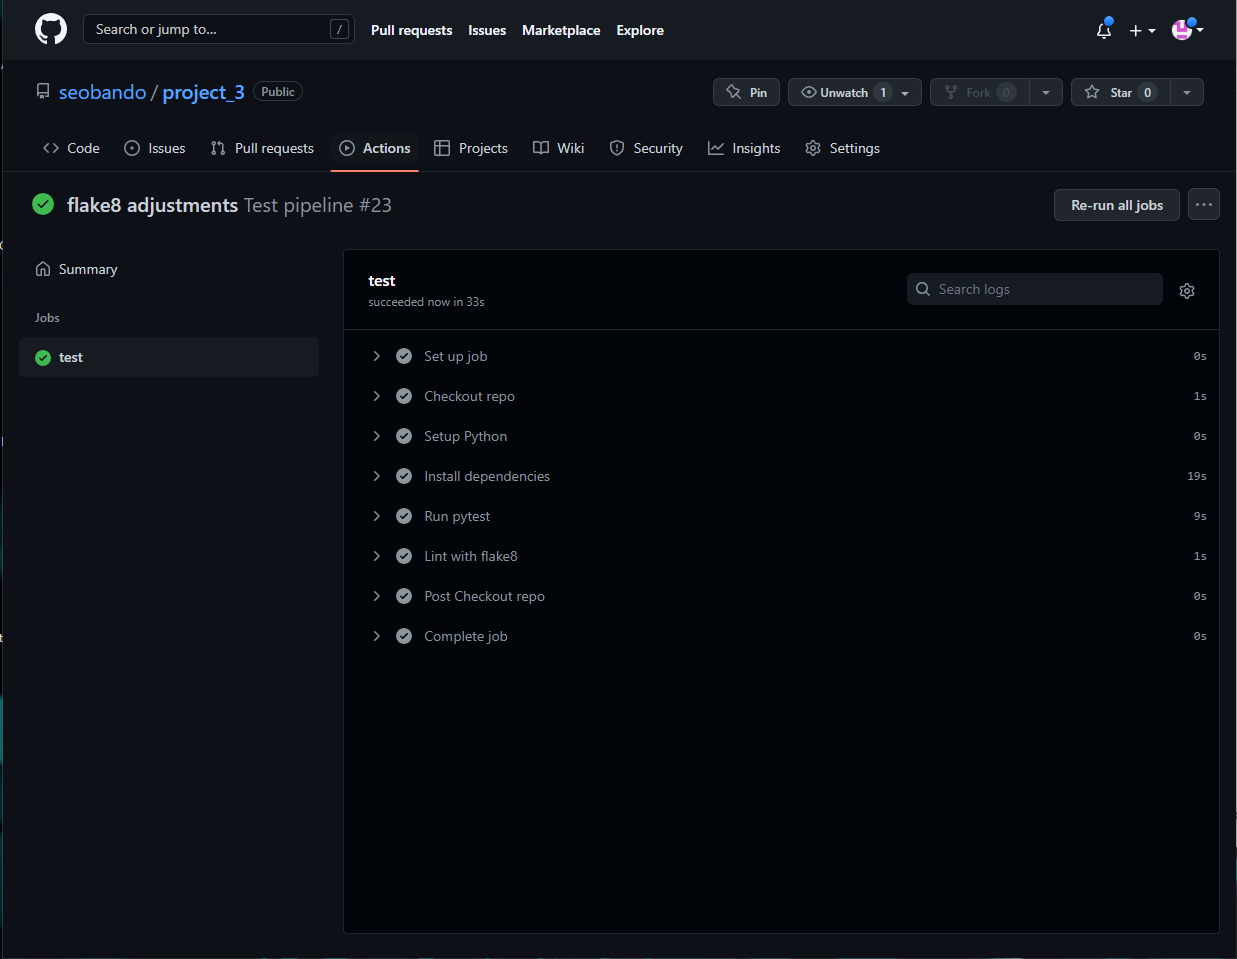 Search or jump to... / Pull requests Issues Marketplace Explore
seobando / project_3 Public Pin Unwatch 1 Fork 0 Star 0
Code Issues Pull requests Actions Projects Wiki Security Insights Settings
flake8 adjustments Test pipeline #23 Re-run all jobs
Summary
Jobs
test
test
succeeded now in 33s
Search logs
Set up job 0s
Checkout repo 1s
Setup Python 0s
Install dependencies 19s
Run pytest 9s
Lint with flake8 1s
Post Checkout repo 0s
Complete job 0s